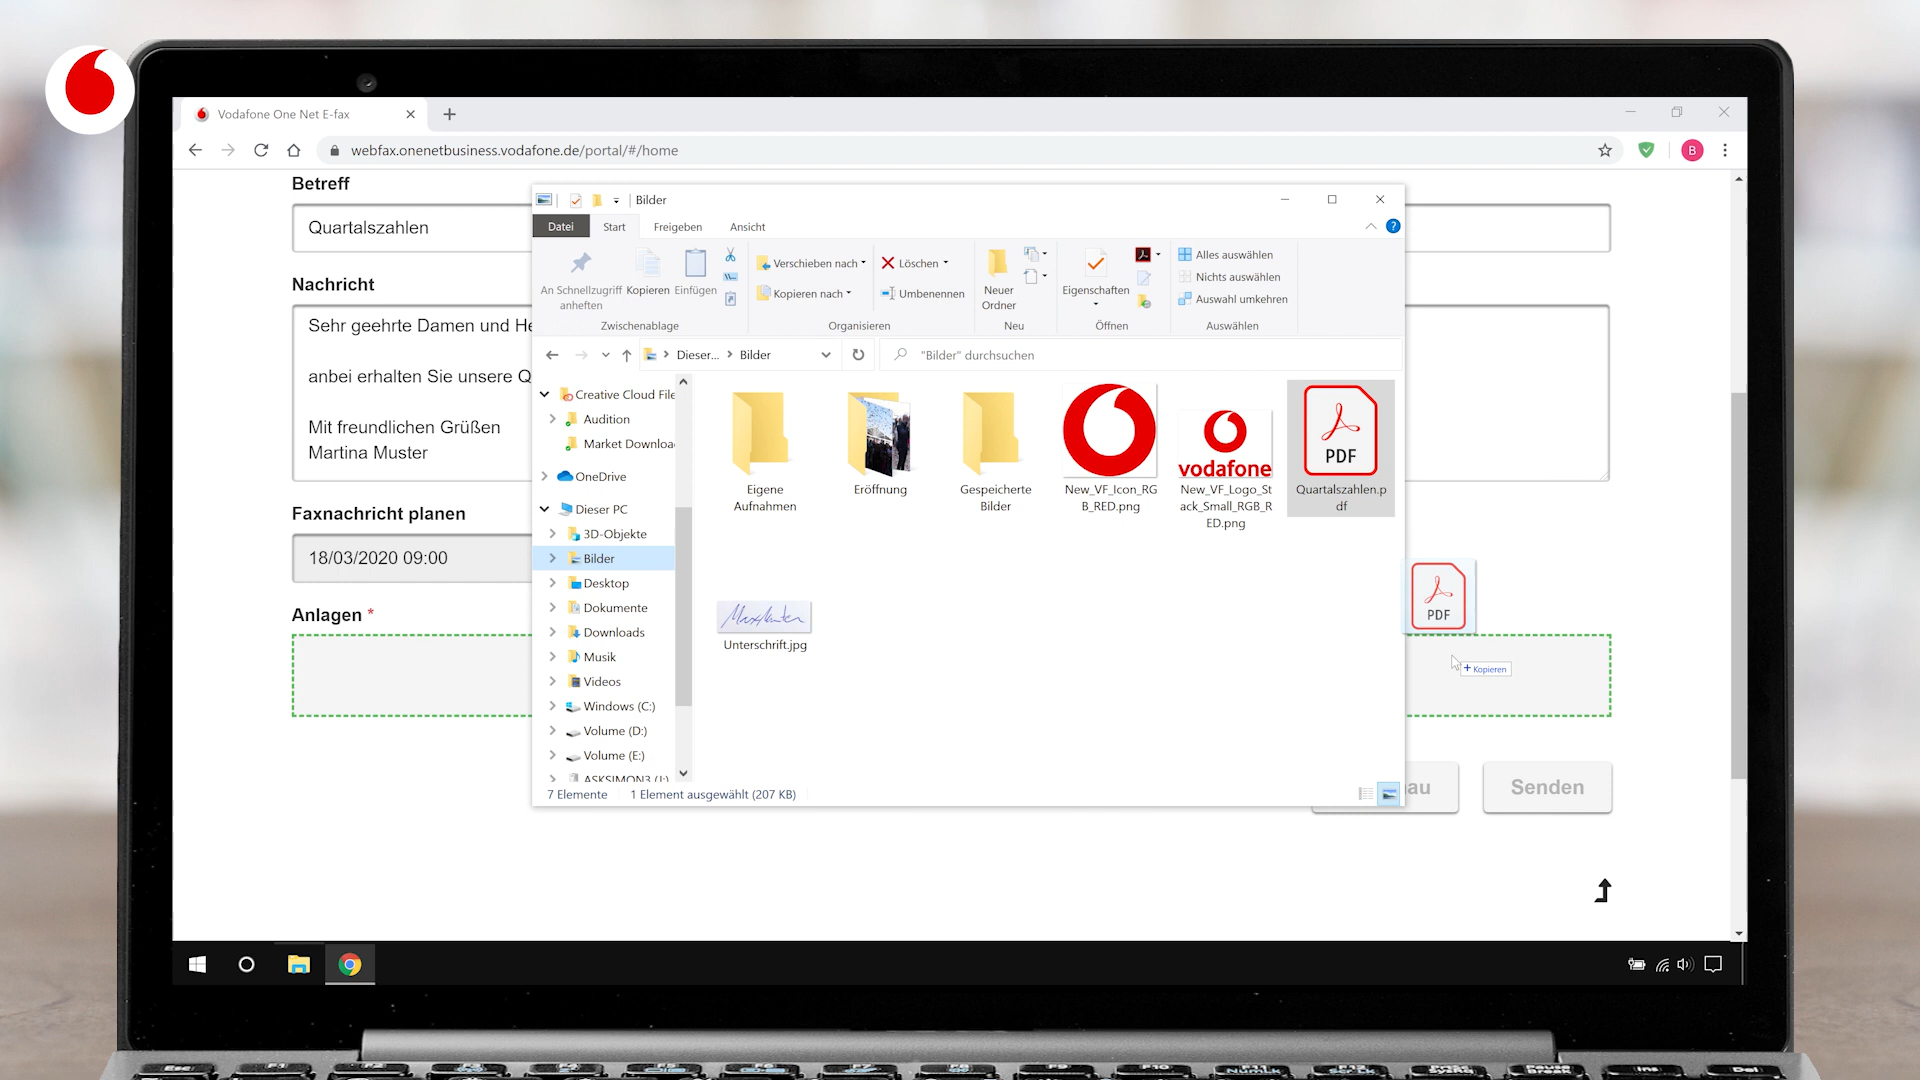 Vodafone One Net E-fax
webfax.onenetbusiness.vodafone.de/portal/#/home
B
Betreff
Quartalszahlen
Nachricht
Sehr geehrte Damen und He
anbei erhalten Sie unsere Q
Mit freundlichen Grüßen
Martina Muster
Faxnachricht planen
18/03/2020 09:00
Anlagen *
Bilder
Datei Start Freigeben Ansicht
An Schnellzugriff anheften
Kopieren
Einfügen
Zwischenablage
Verschieben nach
Kopieren nach
Löschen
Umbenennen
Organisieren
Neuer Ordner
Neu
Eigenschaften
Öffnen
Alles auswählen
Nichts auswählen
Auswahl umkehren
Auswählen
Dieser... > Bilder
"Bilder" durchsuchen
Creative Cloud File
Audition
Market Downloa
OneDrive
Dieser PC
3D-Objekte
Bilder
Desktop
Dokumente
Downloads
Musik
Videos
Windows (C:)
Volume (D:)
Volume (E:)
ASKSIMON3 (I:)
Eigene
Aufnahmen
Eröffnung
Gespeicherte
Bilder
New_VF_Icon_RG
B_RED.png
vodafone
New_VF_Logo_St
ack_Small_RGB_R
ED.png
PDF
Quartalszahlen.p
df
Unterschrift.jpg
PDF
+ Kopieren
7 Elemente 1 Element ausgewählt (207 KB)
au
Senden
Esc F1 F2 F10